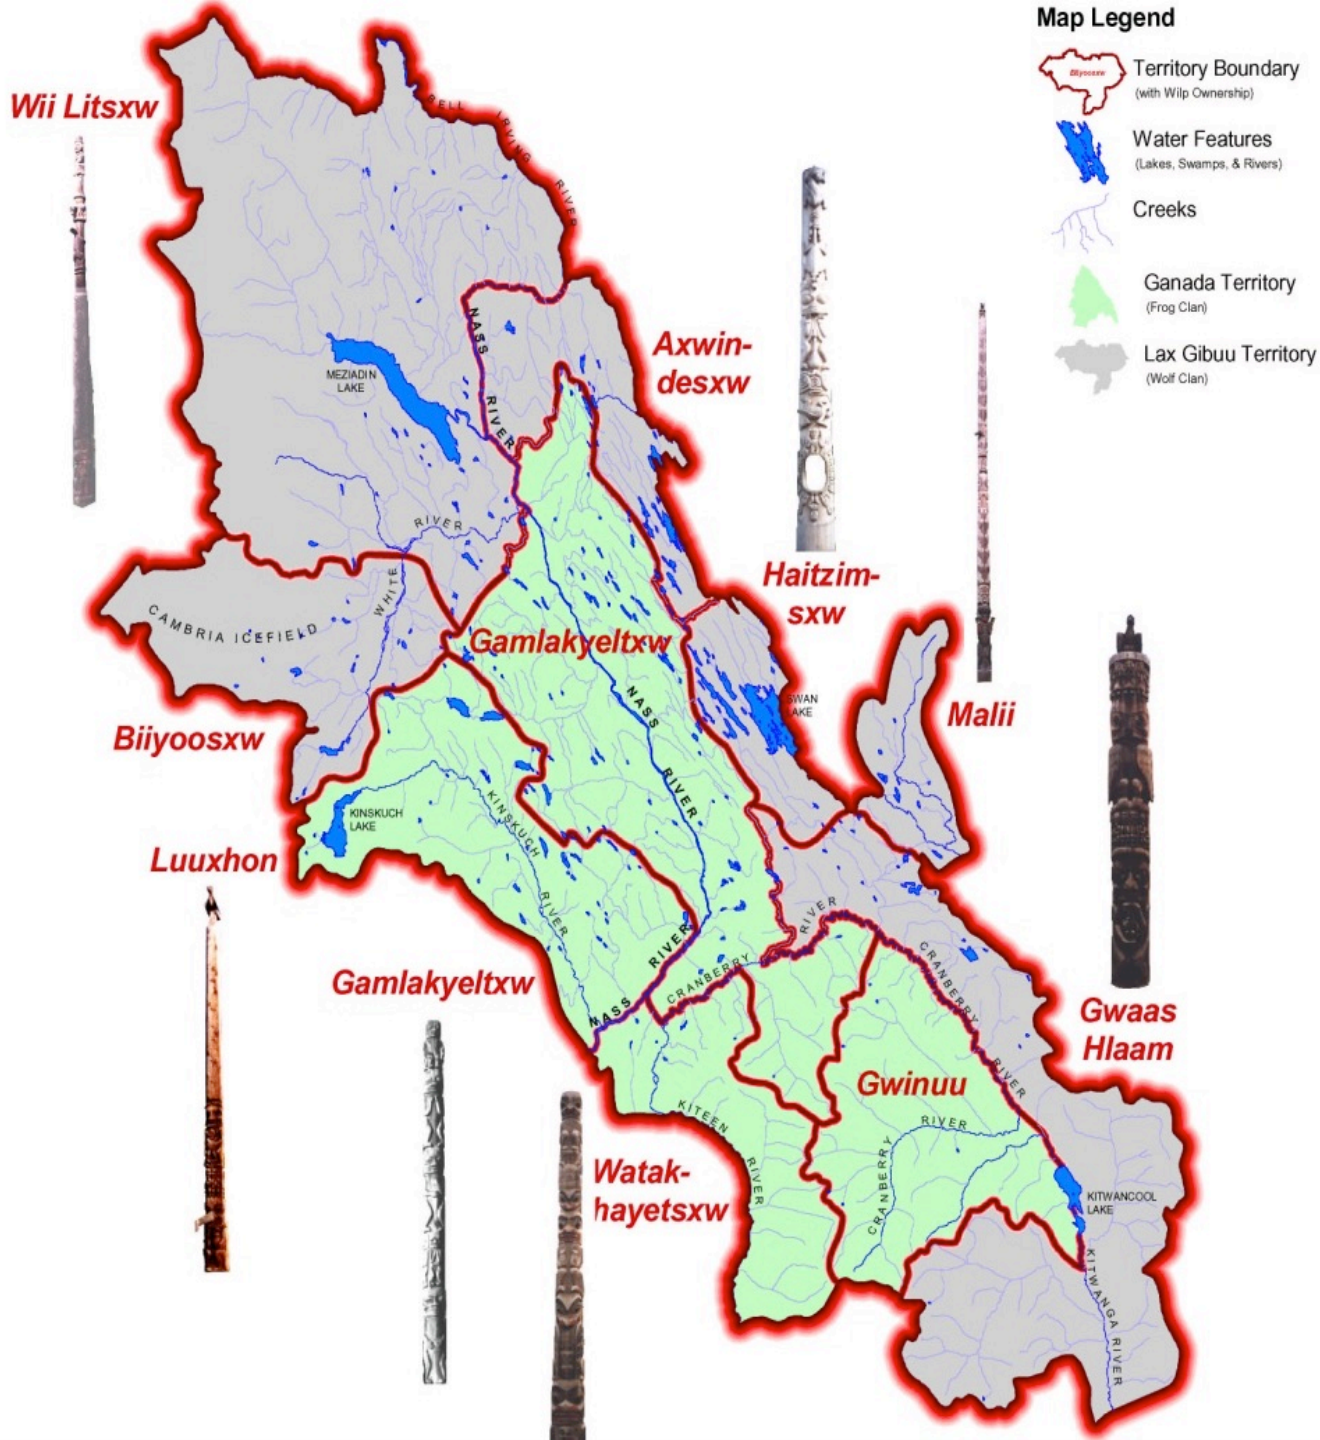 Map Legend
Biiyoosxw
Territory Boundary
(with Wilp Ownership)
Water Features
(Lakes, Swamps, & Rivers)
Creeks
Ganada Territory
(Frog Clan)
Lax Gibuu Territory
(Wolf Clan)
Wii Litsxw
BELL IRVING RIVER
NASS RIVER
MEZIADIN
LAKE
Axwin-
desxw
RIVER
WHITE
CAMBRIA ICEFIELD
Haitzim-
sxw
Gamlakyeltxw
NASS RIVER
SWAN
LAKE
Malii
Biiyoosxw
KINSKUCH
LAKE
KINSKUCH RIVER
Luuxhon
NASS RIVER
CRANBERRY RIVER
CRANBERRY RIVER
Gamlakyeltxw
Gwaas
Hlaam
Gwinuu
KITEEN RIVER
CRANBERRY RIVER
Watak-
hayetsxw
KITWANCOOL
LAKE
KITWANGA RIVER